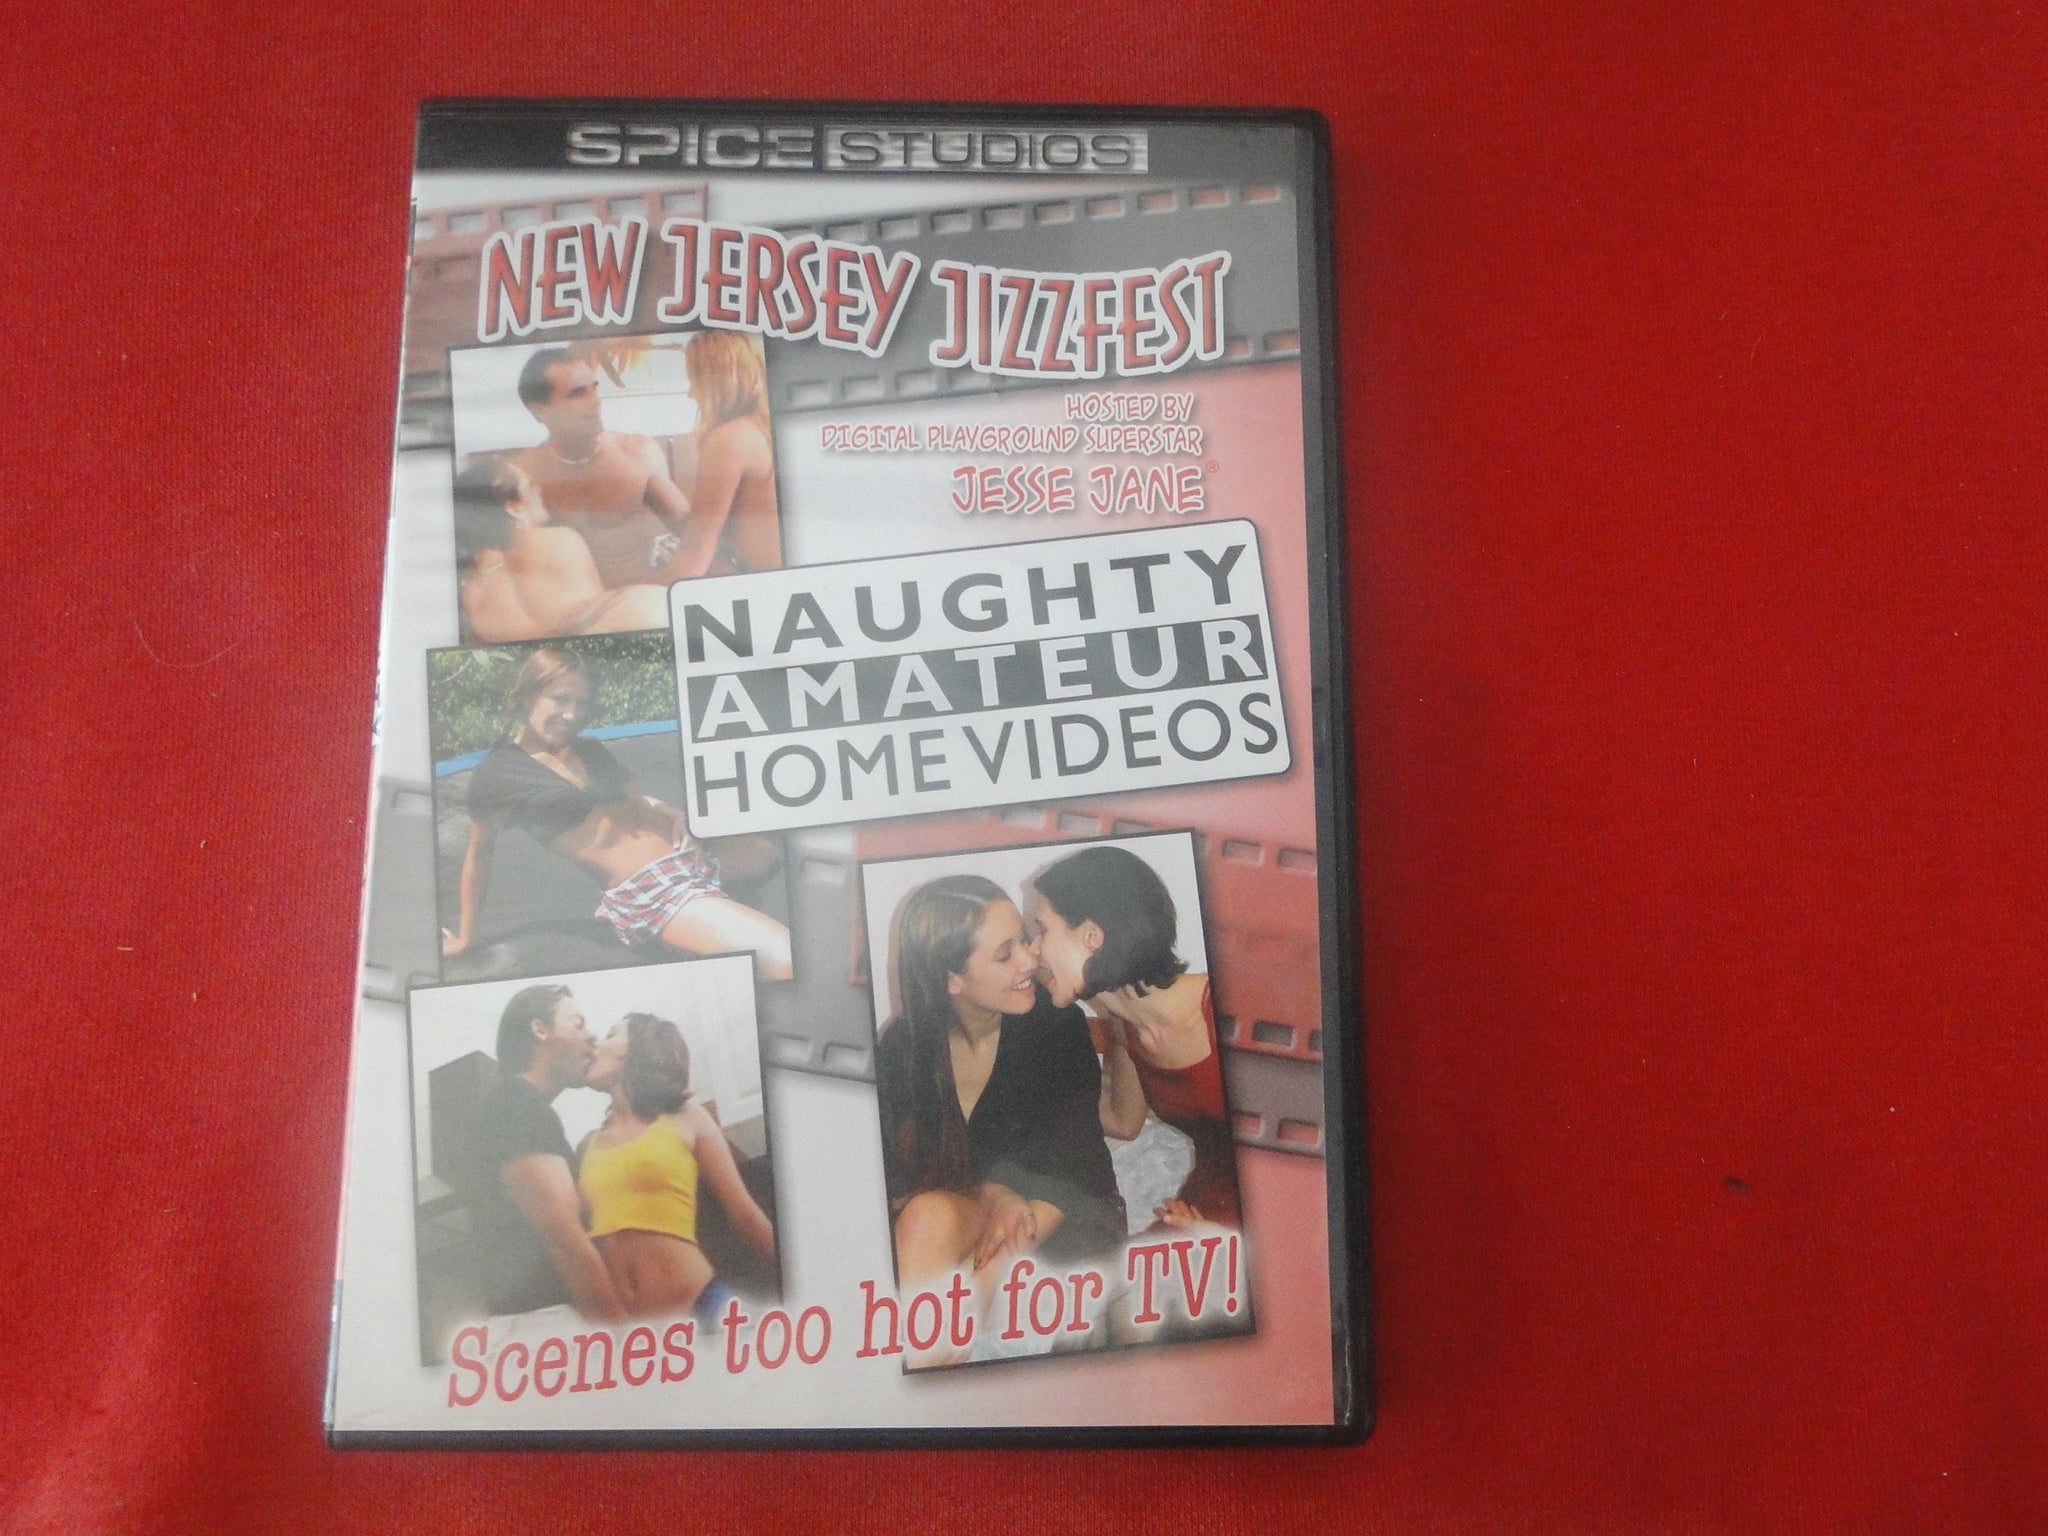 SPICE STUDIOS
NEW JERSEY JIZZFEST
HOSTED BY
DIGITAL PLAYGROUND SUPERSTAR
JESSE JANE®
NAUGHTY
AMATEUR
HOME VIDEOS
Scenes too hot for TV!